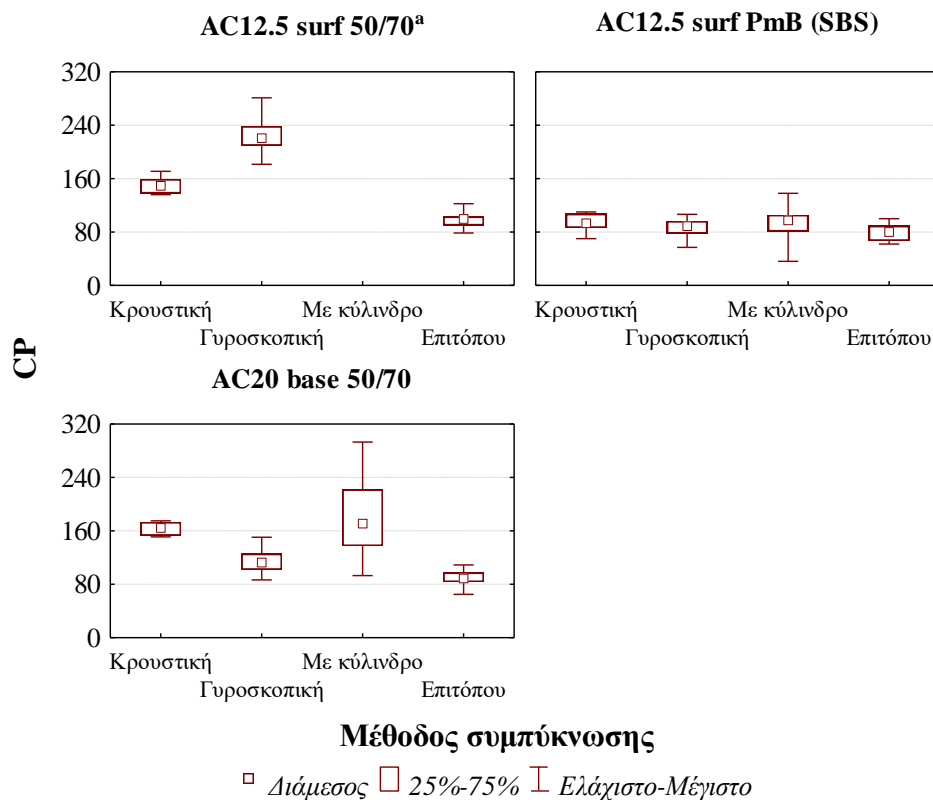 AC12.5 surf 50/70ª
AC12.5 surf PmB (SBS)
320
240
160
80
0
Κρουστική
Γυροσκοπική
Με κύλινδρο
Επιτόπου
Κρουστική
Γυροσκοπική
Με κύλινδρο
Επιτόπου
CP
AC20 base 50/70
320
240
160
80
0
Κρουστική
Γυροσκοπική
Με κύλινδρο
Επιτόπου
Μέθοδος συμπύκνωσης
Διάμεσος 25%-75% Ελάχιστο-Μέγιστο